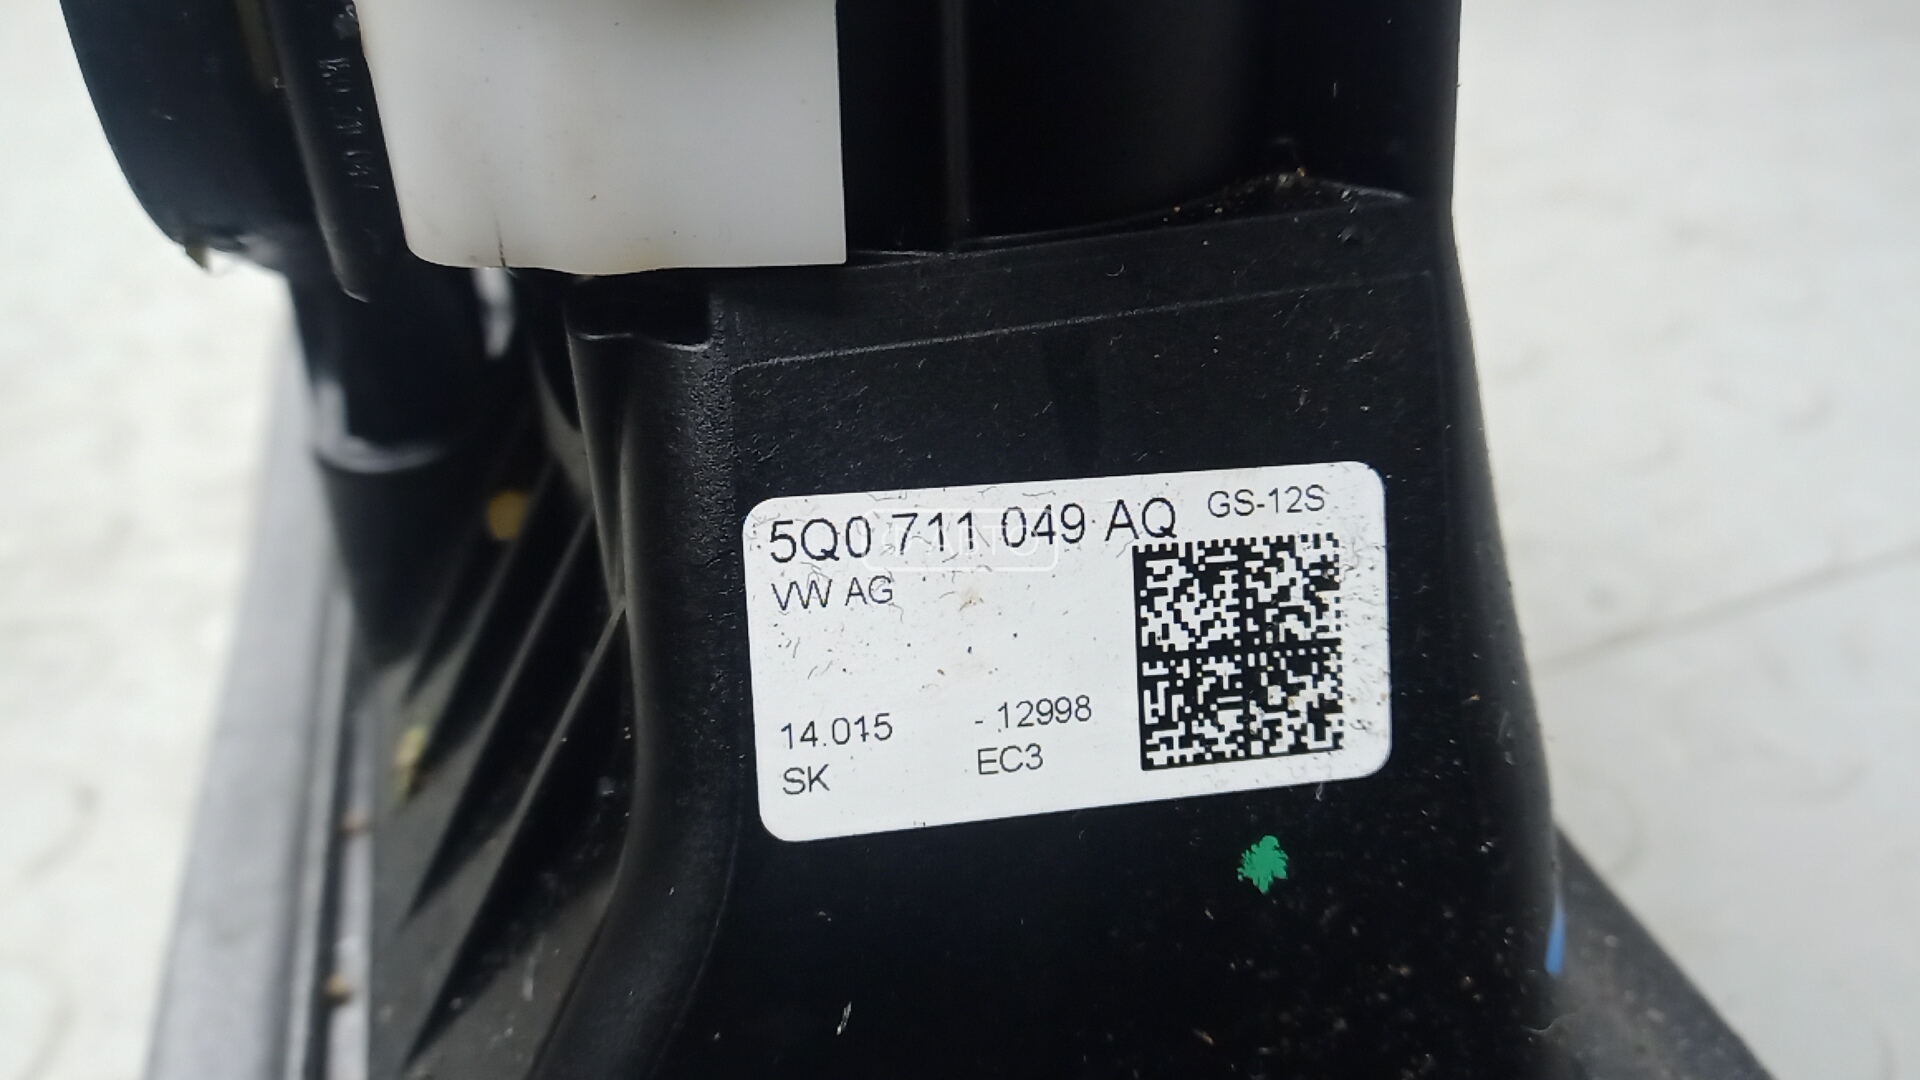 5Q0 711 049 AQ GS-12S
VW AG
14.015 - 12998
SK EC3